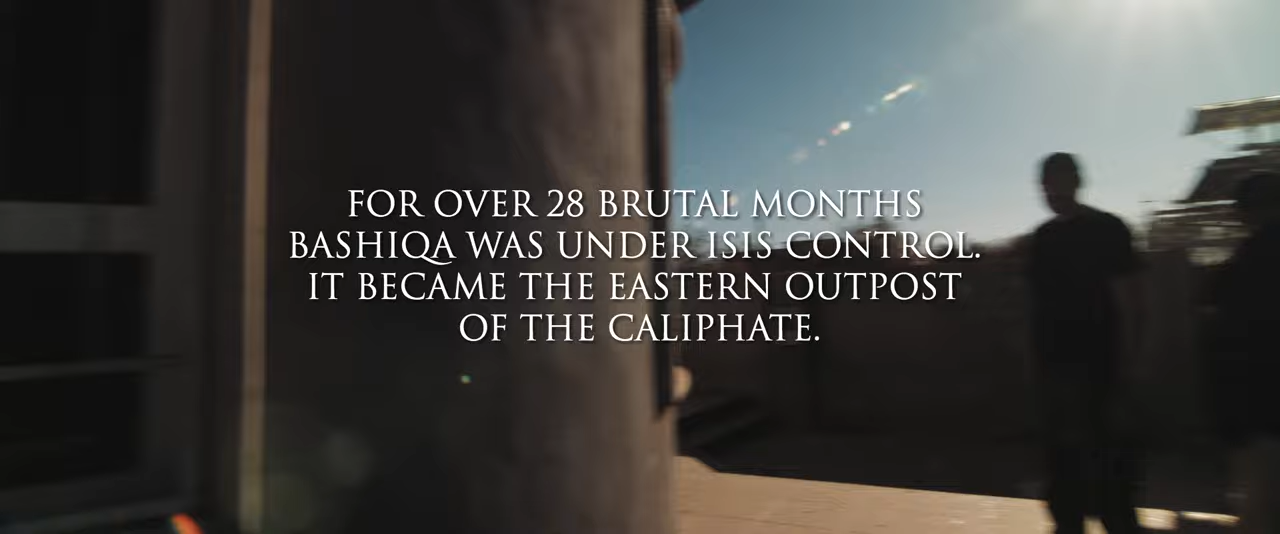 FOR OVER 28 BRUTAL MONTHS
BASHIQA WAS UNDER ISIS CONTROL.
IT BECAME THE EASTERN OUTPOST
OF THE CALIPHATE.